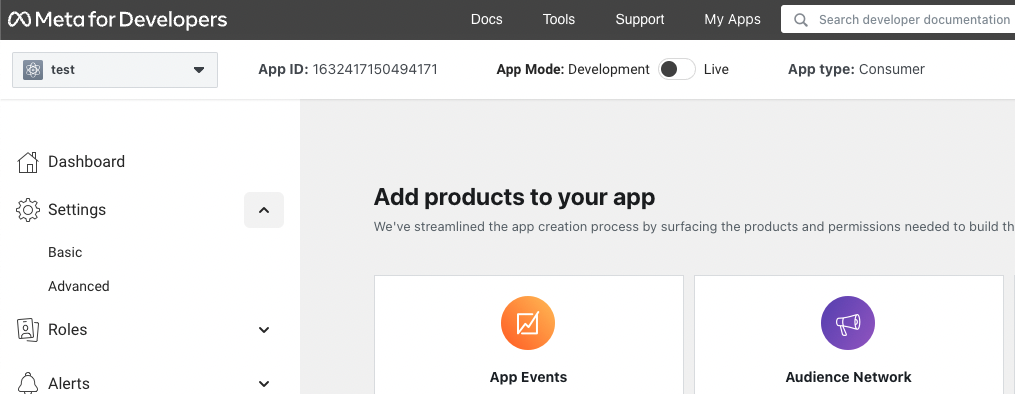 Meta for Developers
Docs Tools Support My Apps Search developer documentation
test App ID: 1632417150494171 App Mode: Development Live App type: Consumer
Dashboard
Settings
Basic
Advanced
Roles
Alerts
Add products to your app
We've streamlined the app creation process by surfacing the products and permissions needed to build th
App Events Audience Network